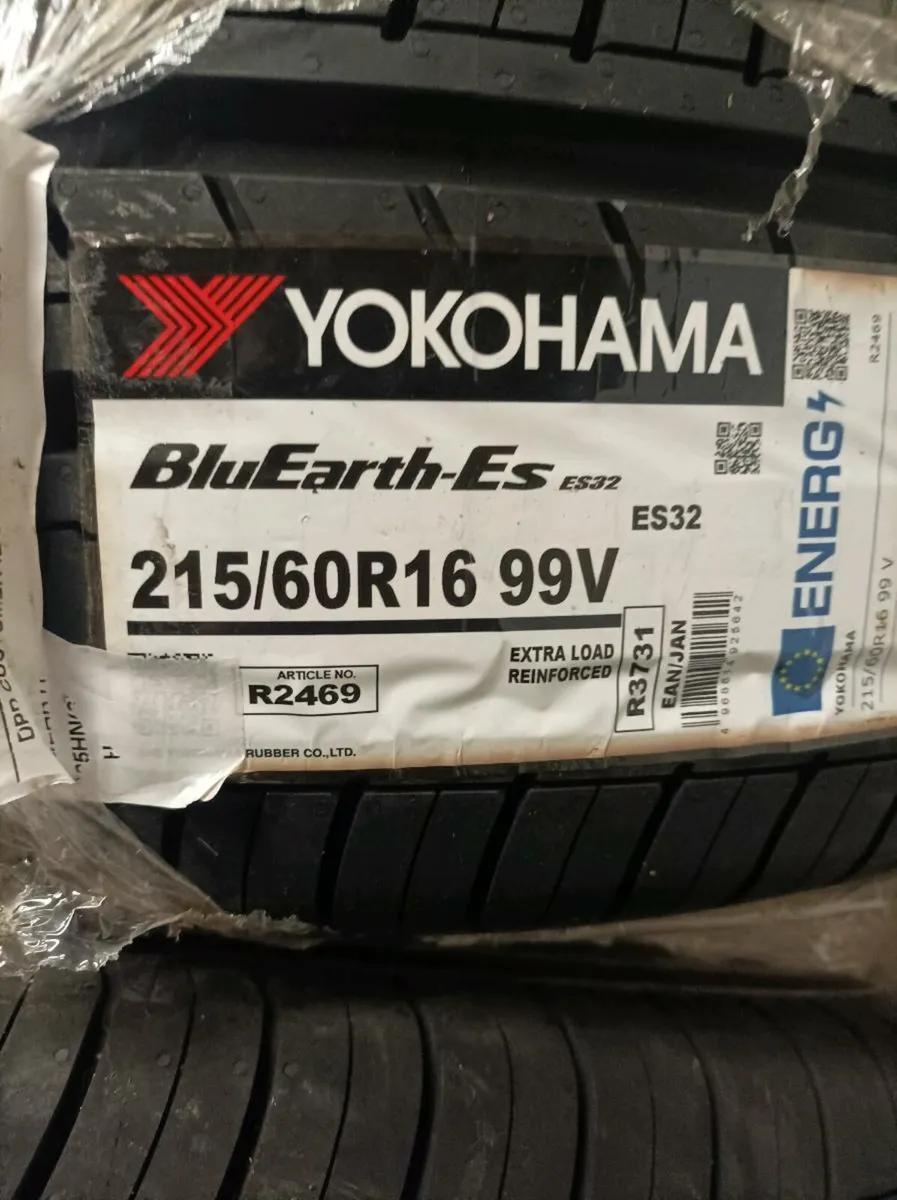 YOKOHAMA
BluEarth-Es ES32
ES32
215/60R16 99V
EXTRA LOAD
REINFORCED
ARTICLE NO.
R2469
R3731
EAN/JAN
RUBBER CO.,LTD.
H
ENERG
YOKOHAMA
215/60R16 99 V
R2469